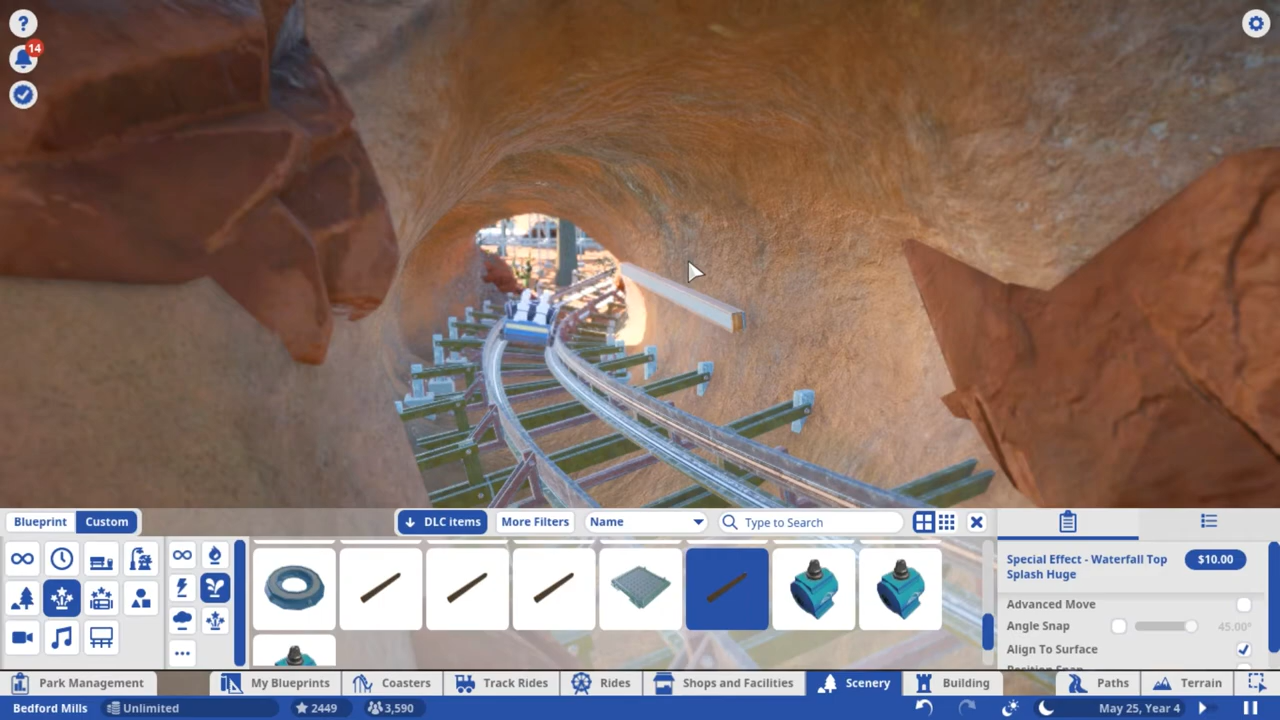 ?
14
Blueprint
Custom
DLC items
More Filters
Name
Type to Search
Special Effect - Waterfall Top
Splash Huge
$10.00
Advanced Move
Angle Snap
45.00°
Align To Surface
Position Snap
Park Management
My Blueprints
Coasters
Track Rides
Rides
Shops and Facilities
Scenery
Building
Paths
Terrain
Bedford Mills
Unlimited
2449
3,590
May 25, Year 4